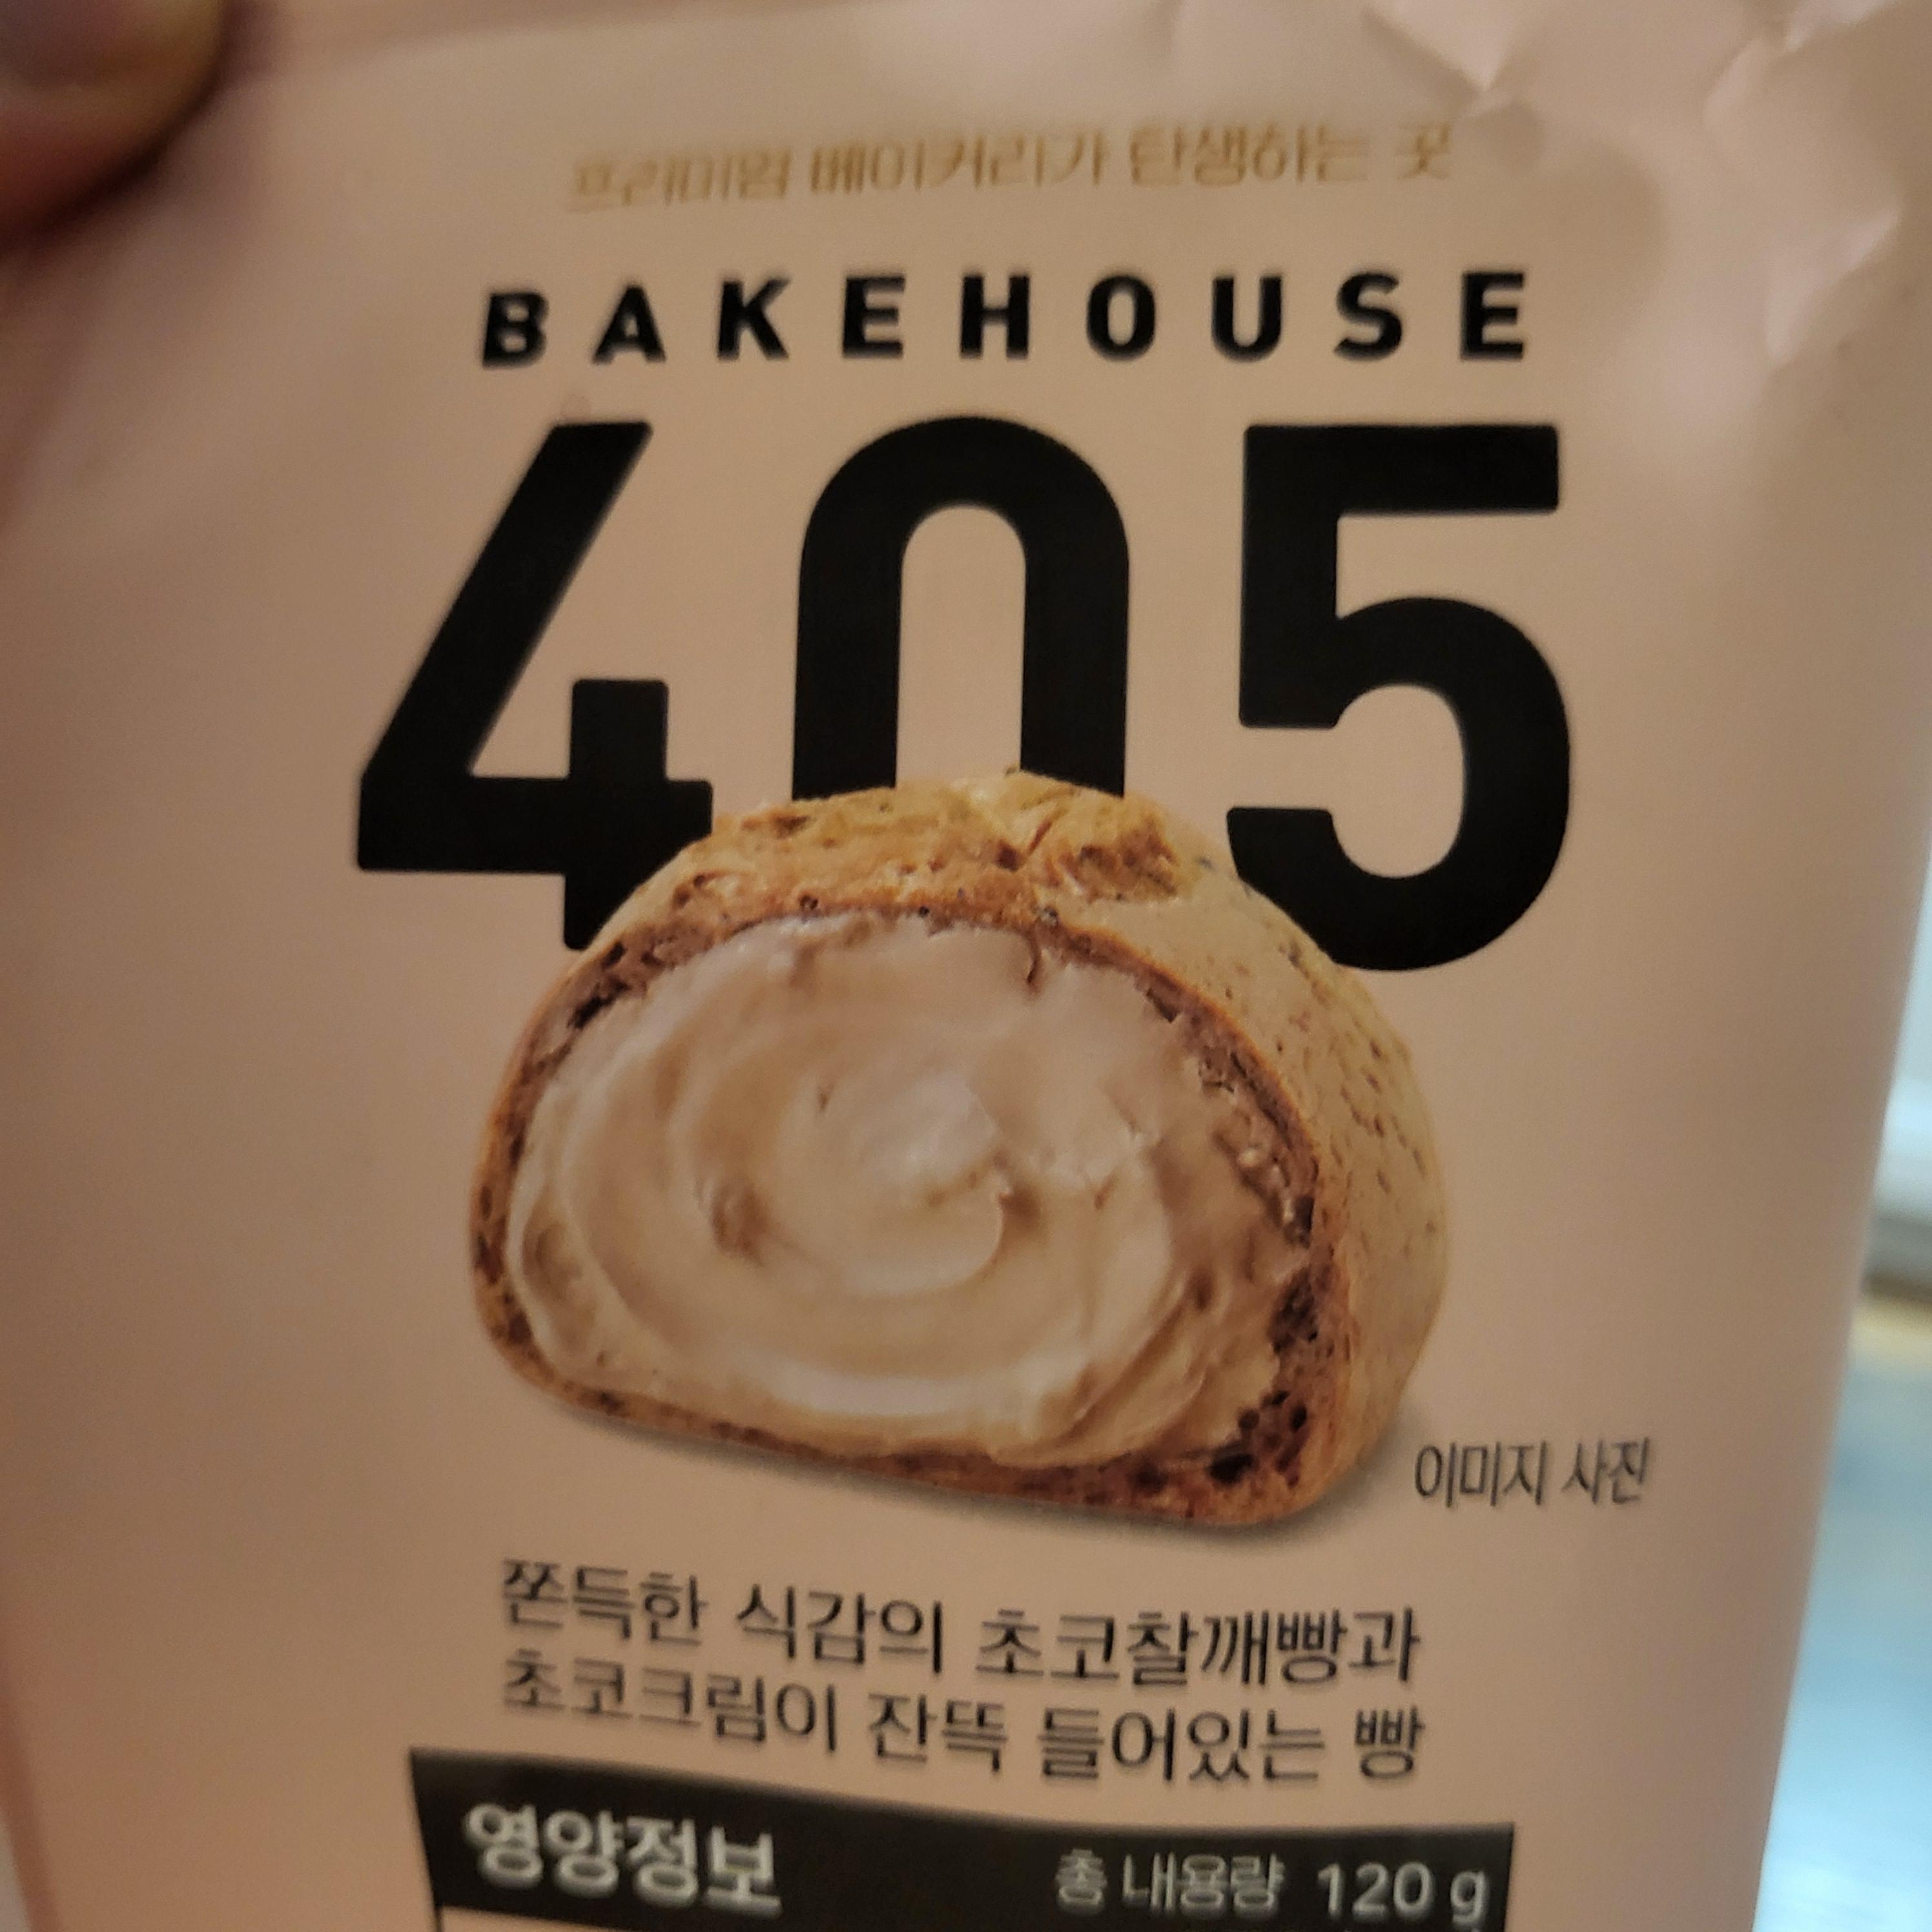 프리미엄 베이커리가 탄생하는 곳
BAKEHOUSE
405
이미지 사진
쫀득한 식감의 초코찰깨빵과
초코크림이 잔뜩 들어있는 빵
영양정보 총 내용량 120 g